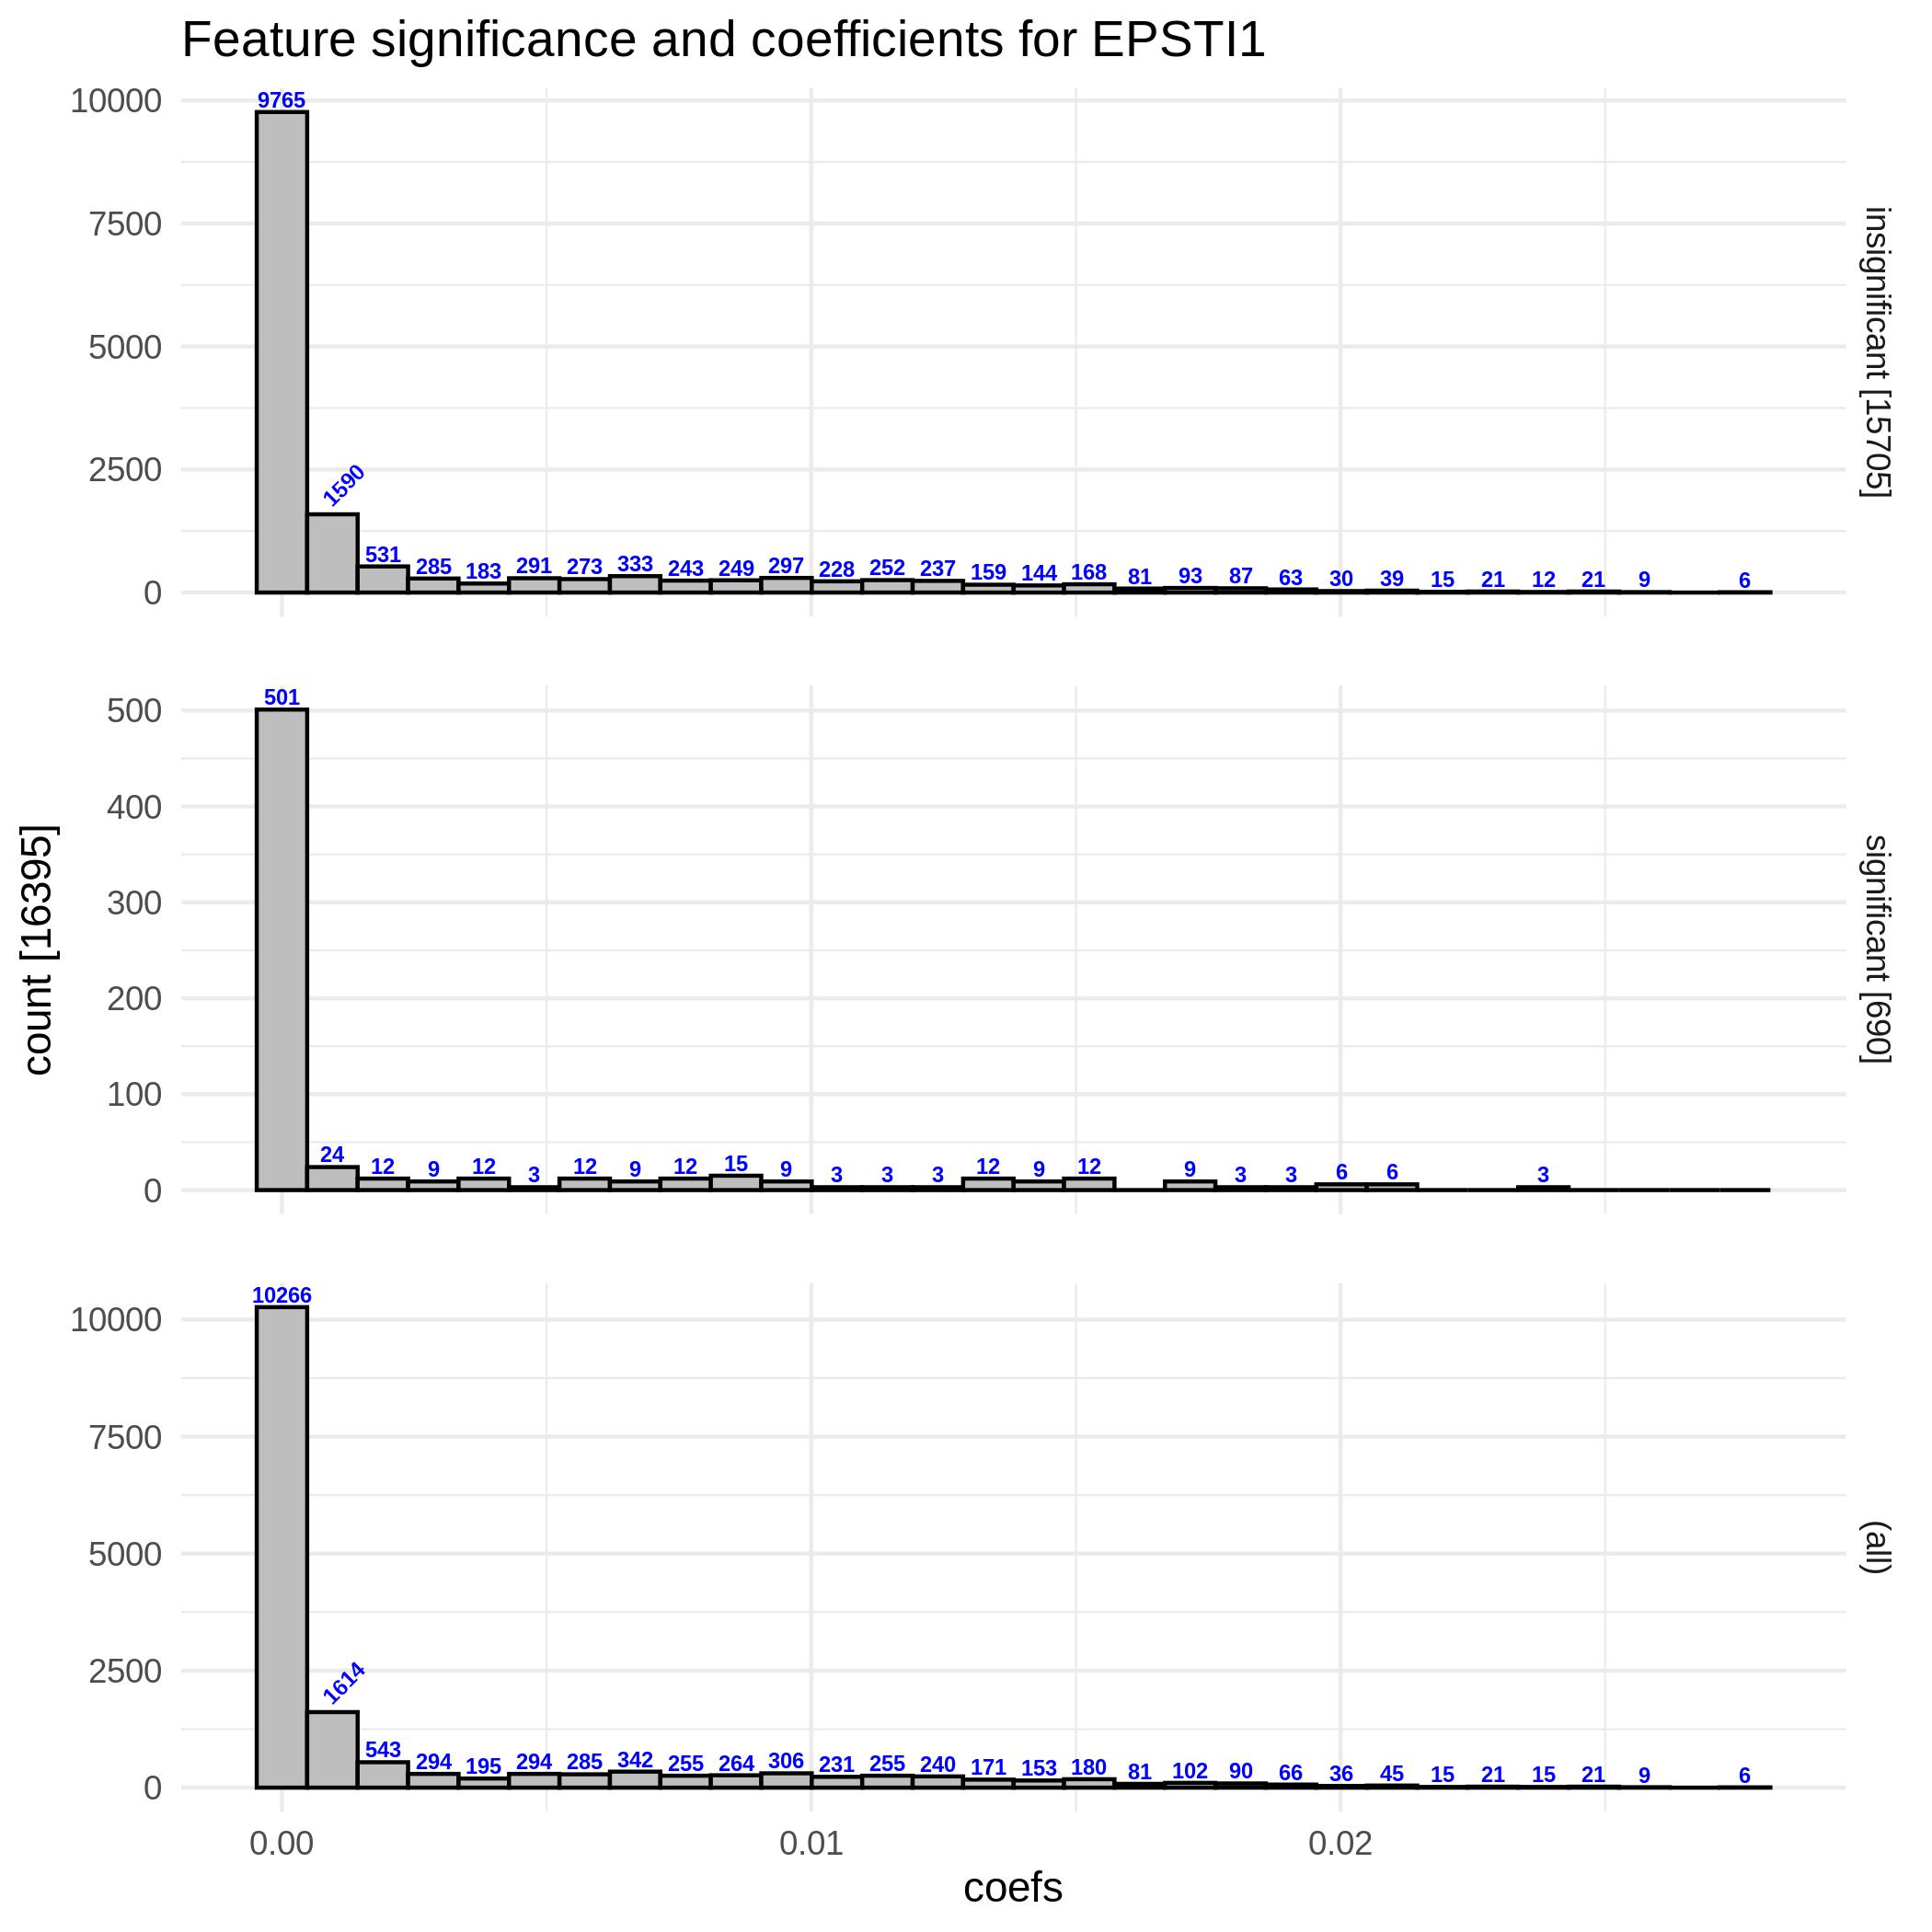 Feature significance and coefficients for EPSTI1
count [16395]
10000
7500
5000
2500
0
9765
1590
531 285 183 291 273 333 243 249 297 228 252 237 159 144 168 81 93 87 63 30 39 15 21 12 21 9 6
insignificant [15705]
500
400
300
200
100
0
501
24 12 9 12 3 12 9 12 15 9 3 3 3 12 9 12 9 3 3 6 6 3
significant [690]
10000
7500
5000
2500
0
10266
1614
543 294 195 294 285 342 255 264 306 231 255 240 171 153 180 81 102 90 66 36 45 15 21 15 21 9 6
(all)
0.00 0.01 0.02
coefs